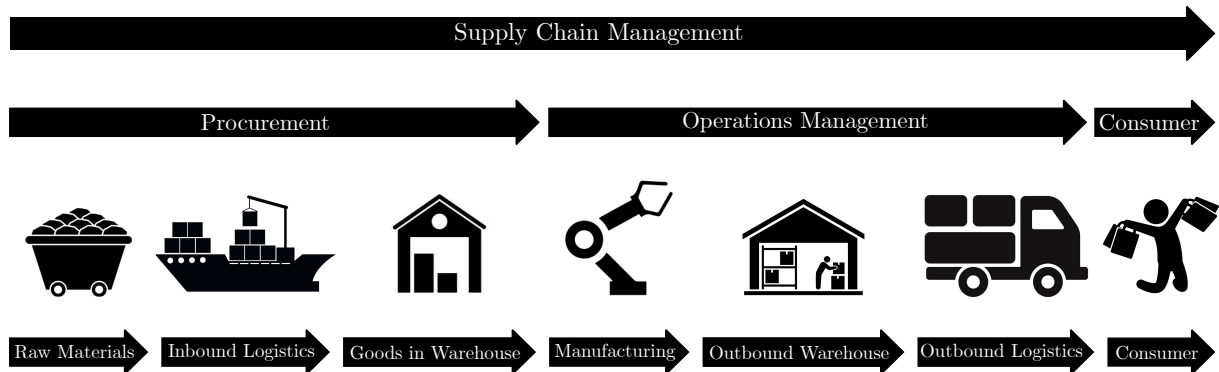 Supply Chain Management
Procurement
Operations Management
Consumer
Raw Materials
Inbound Logistics
Goods in Warehouse
Manufacturing
Outbound Warehouse
Outbound Logistics
Consumer